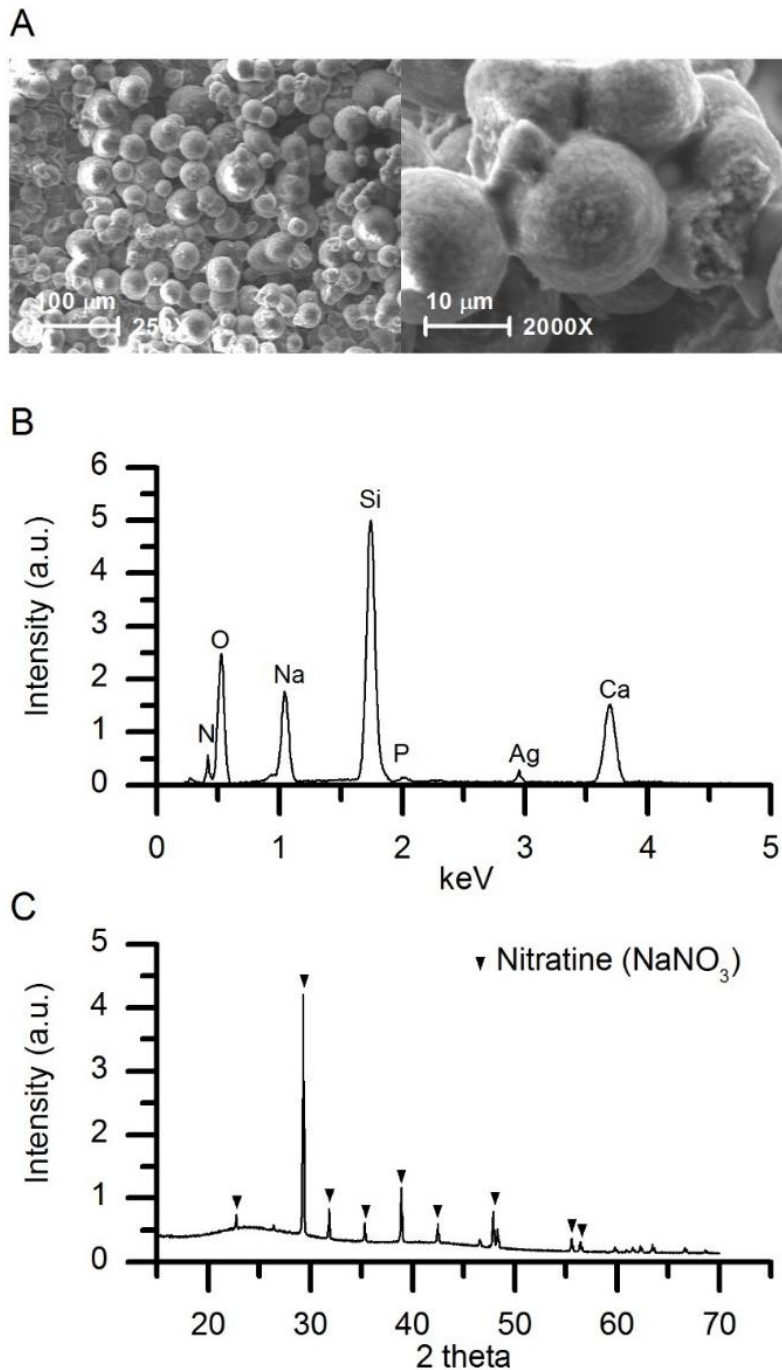 A
100 μm 250X
10 μm 2000X
B
Intensity (a.u.)
6
5
4
3
2
1
0
N
O
Na
Si
P
Ag
Ca
0 1 2 3 4 5
keV
C
Intensity (a.u.)
5
4
3
2
1
0
Nitratine (NaNO₃)
20 30 40 50 60 70
2 theta